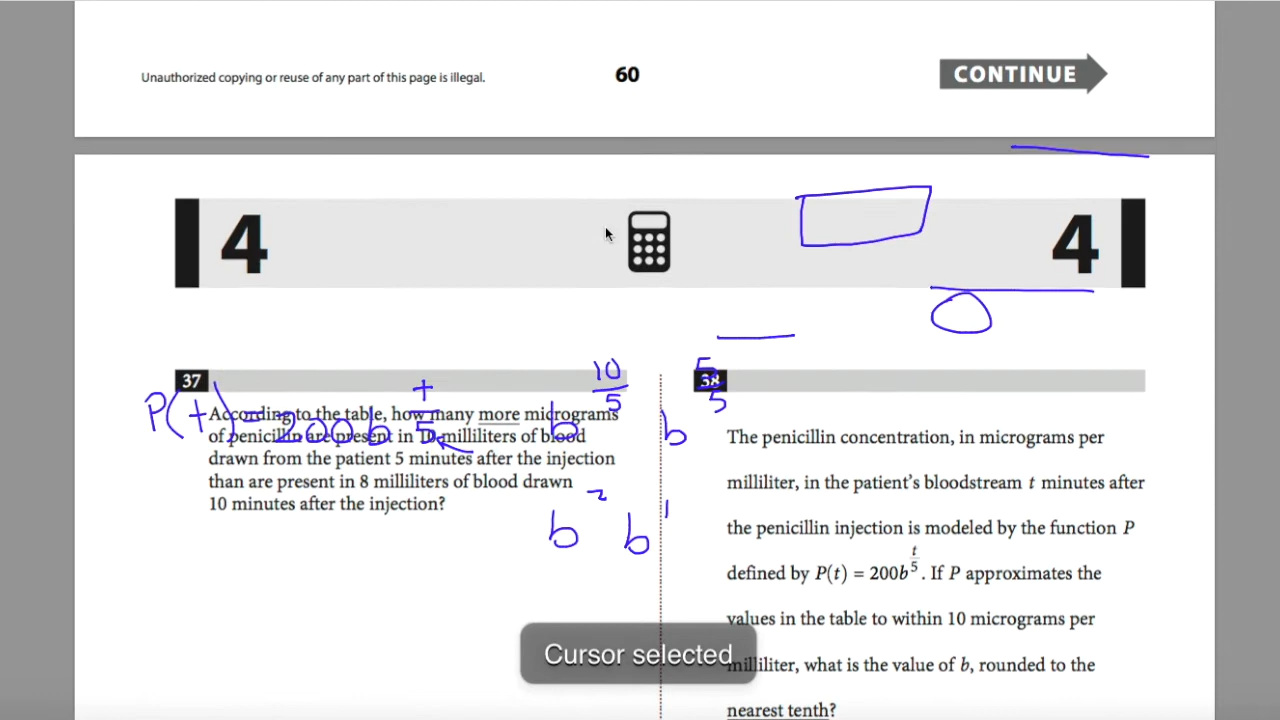 Unauthorized copying or reuse of any part of this page is illegal.
60
CONTINUE
4
4
37
According to the table, how many more micrograms
of penicillin are present in 10 milliliters of blood
drawn from the patient 5 minutes after the injection
than are present in 8 milliliters of blood drawn
10 minutes after the injection?
P(t) = 200b^t/5
b^10/5
b^5/5
b^2
b^1
38
The penicillin concentration, in micrograms per
milliliter, in the patient's bloodstream t minutes after
the penicillin injection is modeled by the function P
defined by P(t) = 200b^t/5. If P approximates the
values in the table to within 10 micrograms per
milliliter, what is the value of b, rounded to the
nearest tenth?
Cursor selected